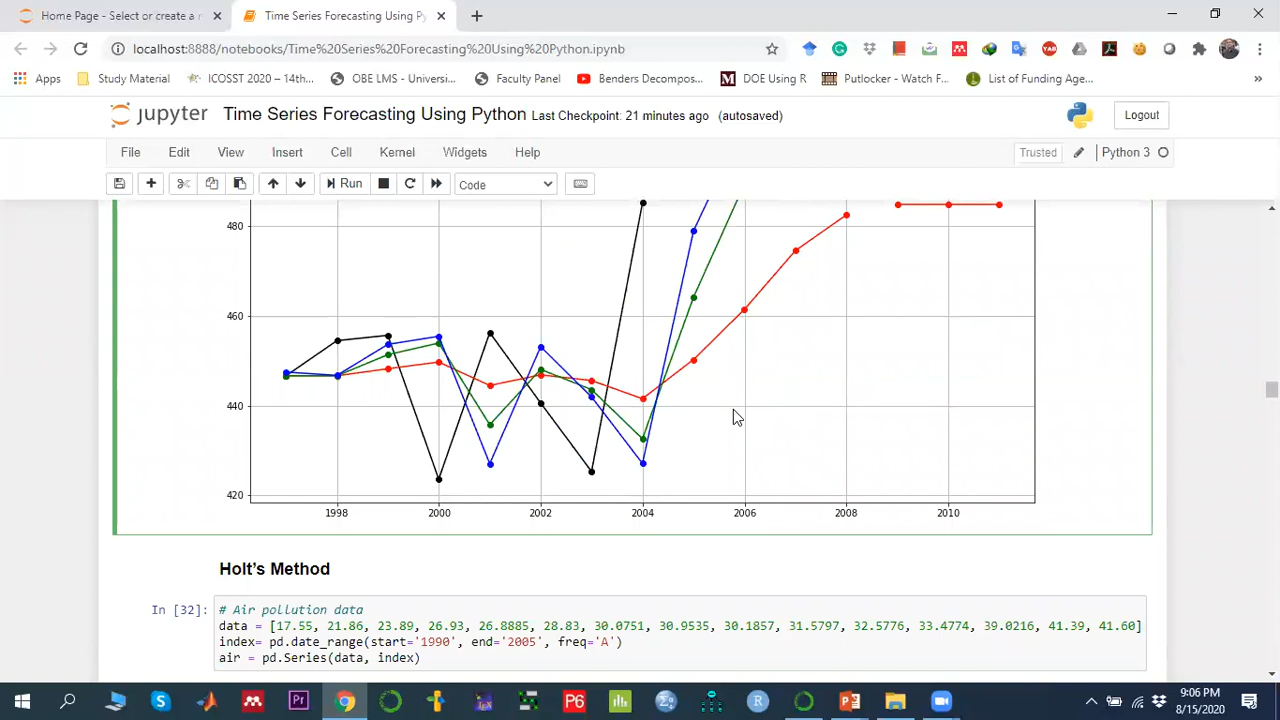 Home Page - Select or create a n
Time Series Forecasting Using Py
localhost:8888/notebooks/Time%20Series%20Forecasting%20Using%20Python.ipynb
Apps
Study Material
ICOSST 2020 – 14th...
OBE LMS - Universi...
Faculty Panel
Benders Decompos...
DOE Using R
Putlocker - Watch F...
List of Funding Age...
»
jupyter Time Series Forecasting Using Python Last Checkpoint: 21 minutes ago (autosaved)
Logout
File Edit View Insert Cell Kernel Widgets Help
Trusted
Python 3
Run
Code
480
460
440
420
1998 2000 2002 2004 2006 2008 2010
Holt's Method
In [32]:
# Air pollution data
data = [17.55, 21.86, 23.89, 26.93, 26.8885, 28.83, 30.0751, 30.9535, 30.1857, 31.5797, 32.5776, 33.4774, 39.0216, 41.39, 41.60]
index= pd.date_range(start='1990', end='2005', freq='A')
air = pd.Series(data, index)
Pr
P6
R
9:06 PM
8/15/2020